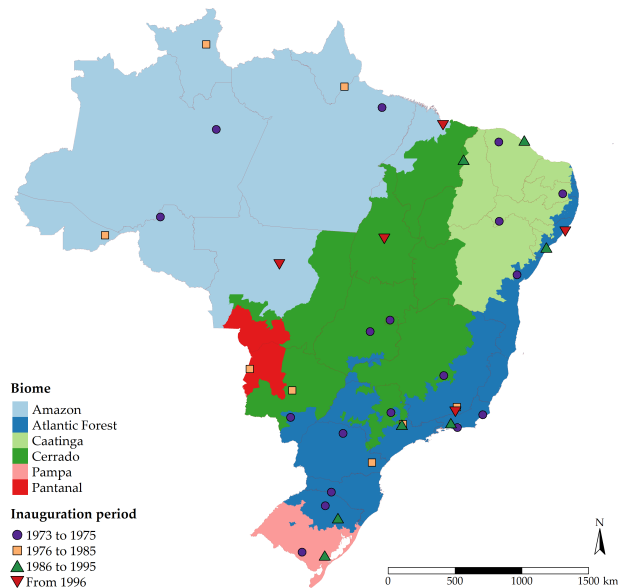 Biome
Amazon
Atlantic Forest
Caatinga
Cerrado
Pampa
Pantanal
Inauguration period
1973 to 1975
1976 to 1985
1986 to 1995
From 1996
N
0 500 1000 1500 km